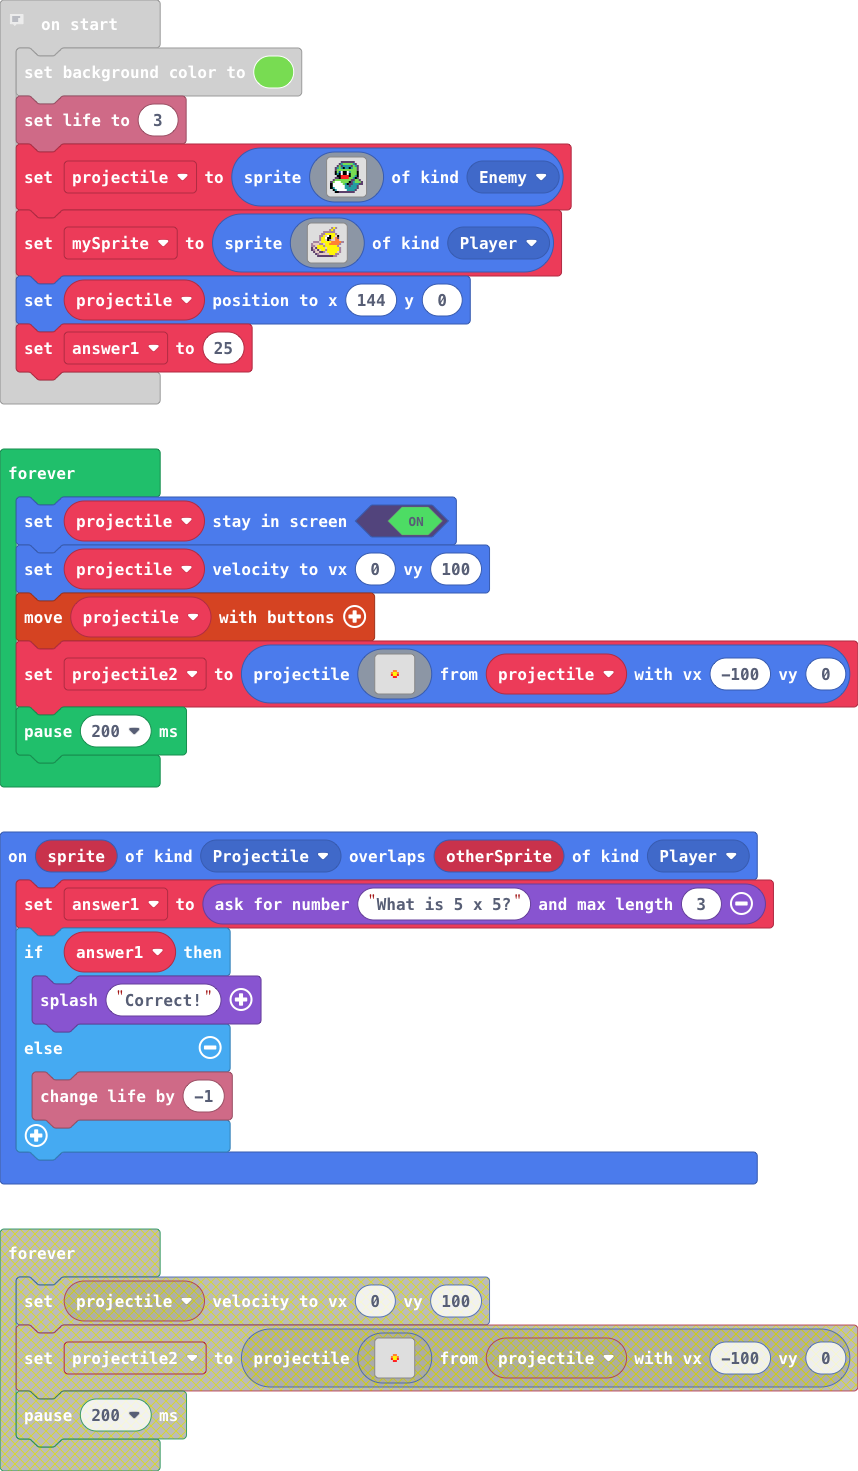 on start
set background color to
set life to 3
set projectile to sprite of kind Enemy
set mySprite to sprite of kind Player
set projectile position to x 144 y 0
set answer1 to 25
forever
set projectile stay in screen ON
set projectile velocity to vx 0 vy 100
move projectile with buttons
set projectile2 to projectile from projectile with vx -100 vy 0
pause 200 ms
on sprite of kind Projectile overlaps otherSprite of kind Player
set answer1 to ask for number "What is 5 x 5?" and max length 3
if answer1 then
splash "Correct!"
else
change life by -1
forever
set projectile velocity to vx 0 vy 100
set projectile2 to projectile from projectile with vx -100 vy 0
pause 200 ms